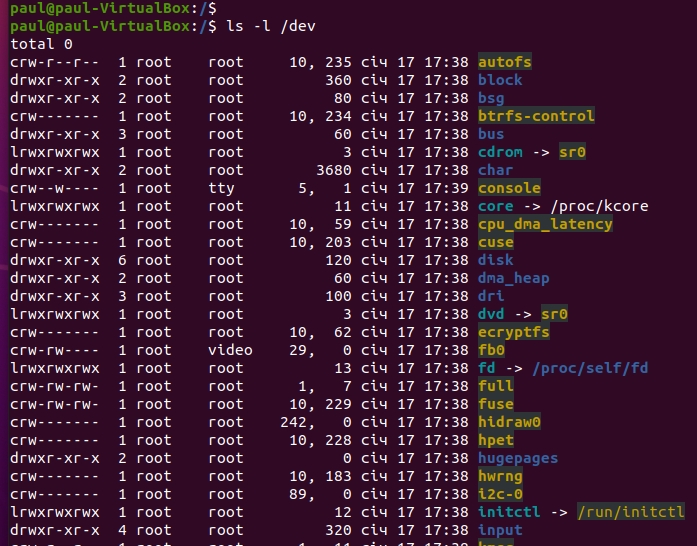 paul@paul-VirtualBox:/$
paul@paul-VirtualBox:/$ ls -l /dev
total 0
crw-r--r-- 1 root root 10, 235 січ 17 17:38 autofs
drwxr-xr-x 2 root root 360 січ 17 17:38 block
drwxr-xr-x 2 root root 80 січ 17 17:38 bsg
crw------- 1 root root 10, 234 січ 17 17:38 btrfs-control
drwxr-xr-x 3 root root 60 січ 17 17:38 bus
lrwxrwxrwx 1 root root 3 січ 17 17:38 cdrom -> sr0
drwxr-xr-x 2 root root 3680 січ 17 17:38 char
crw--w---- 1 root tty 5, 1 січ 17 17:39 console
lrwxrwxrwx 1 root root 11 січ 17 17:38 core -> /proc/kcore
crw------- 1 root root 10, 59 січ 17 17:38 cpu_dma_latency
crw------- 1 root root 10, 203 січ 17 17:38 cuse
drwxr-xr-x 6 root root 120 січ 17 17:38 disk
drwxr-xr-x 2 root root 60 січ 17 17:38 dma_heap
drwxr-xr-x 3 root root 100 січ 17 17:38 dri
lrwxrwxrwx 1 root root 3 січ 17 17:38 dvd -> sr0
crw------- 1 root root 10, 62 січ 17 17:38 ecryptfs
crw-rw---- 1 root video 29, 0 січ 17 17:38 fb0
lrwxrwxrwx 1 root root 13 січ 17 17:38 fd -> /proc/self/fd
crw-rw-rw- 1 root root 1, 7 січ 17 17:38 full
crw-rw-rw- 1 root root 10, 229 січ 17 17:38 fuse
crw------- 1 root root 242, 0 січ 17 17:38 hidraw0
crw------- 1 root root 10, 228 січ 17 17:38 hpet
drwxr-xr-x 2 root root 0 січ 17 17:38 hugepages
crw------- 1 root root 10, 183 січ 17 17:38 hwrng
crw------- 1 root root 89, 0 січ 17 17:38 i2c-0
lrwxrwxrwx 1 root root 12 січ 17 17:38 initctl -> /run/initctl
drwxr-xr-x 4 root root 320 січ 17 17:38 input